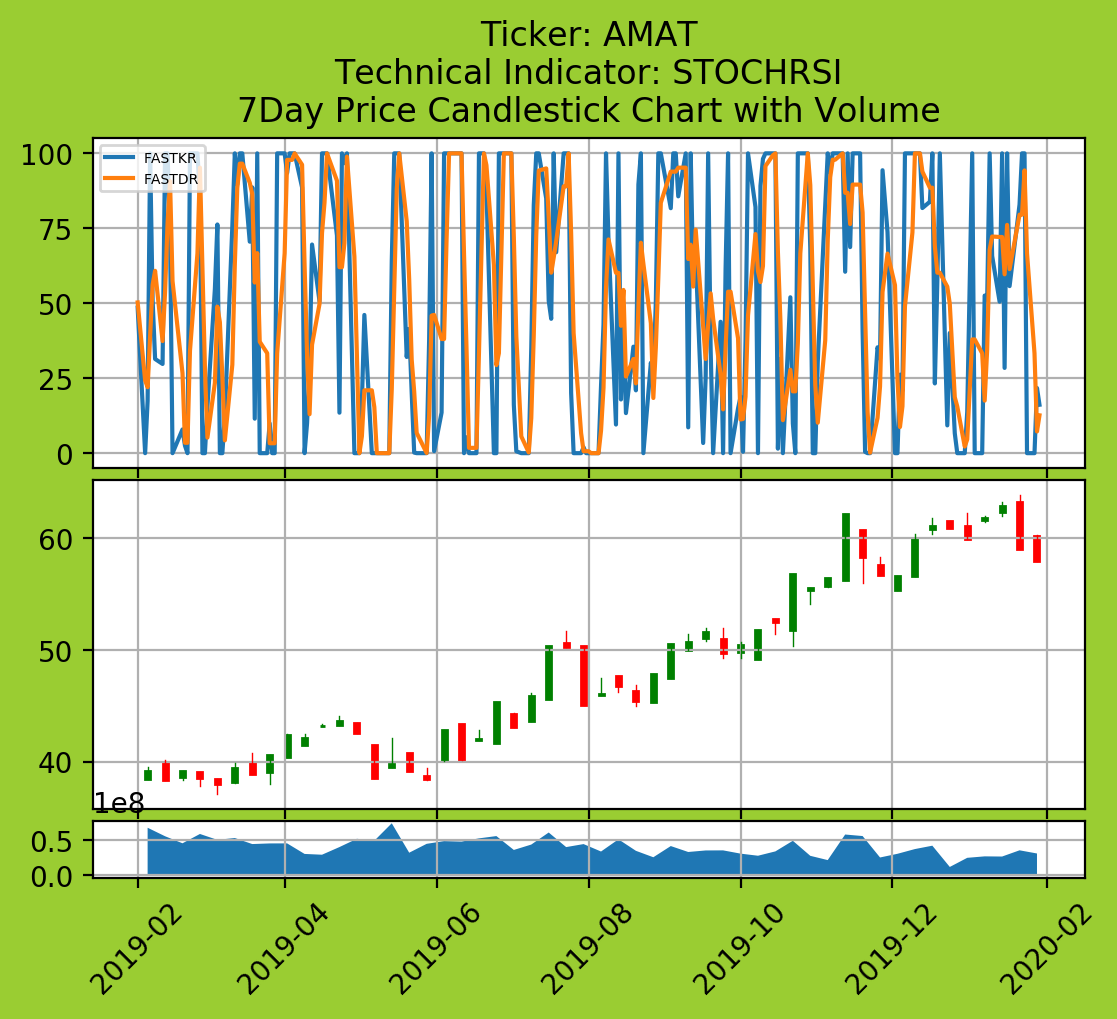 Ticker: AMAT
Technical Indicator: STOCHRSI
7Day Price Candlestick Chart with Volume
100
75
50
25
0
FASTKR
FASTDR
60
50
40
1e8
0.5
0.0
2019-02
2019-04
2019-06
2019-08
2019-10
2019-12
2020-02